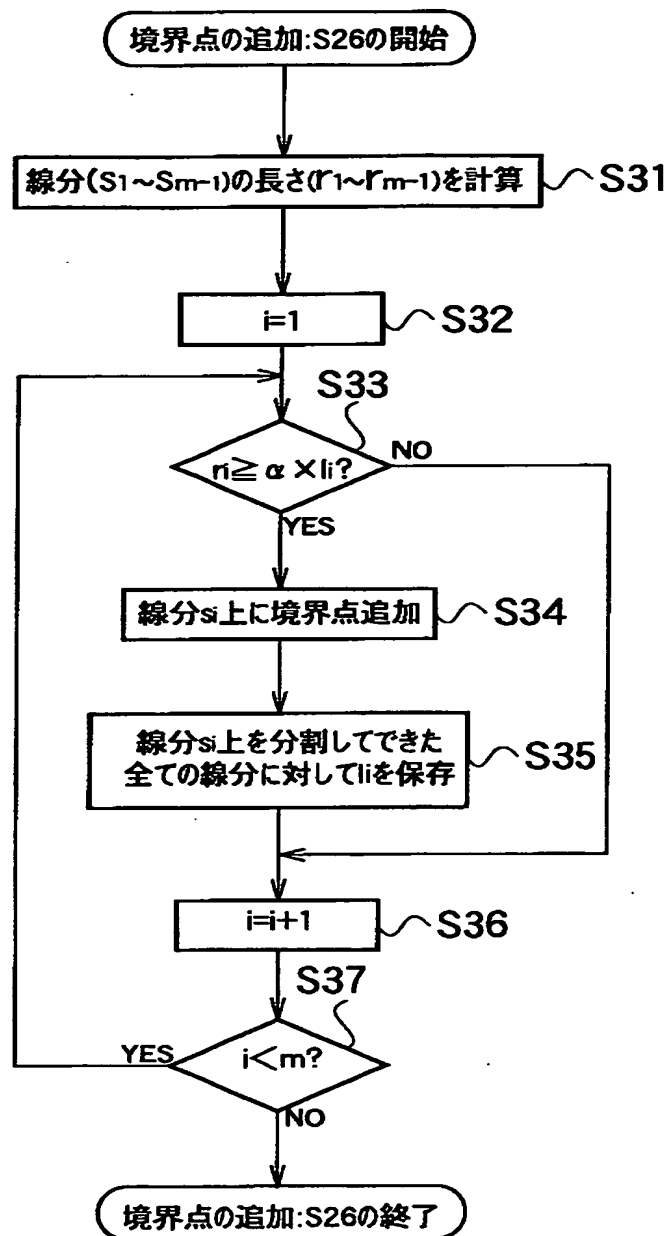 境界点の追加:S26の開始
線分(S1~Sm-1)の長さ(r1~rm-1)を計算
S31
i=1
S32
S33
ri≧α×li?
NO
YES
線分si上に境界点追加
S34
線分si上を分割してできた
全ての線分に対してliを保存
S35
i=i+1
S36
S37
YES
i<m?
NO
境界点の追加:S26の終了